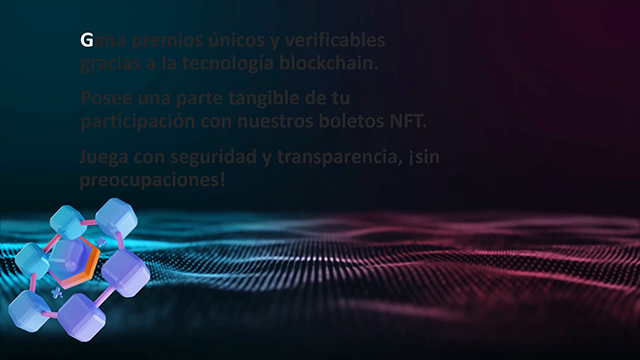 Gana premios únicos y verificables
gracias a la tecnología blockchain.
Posee una parte tangible de tu
participación con nuestros boletos NFT.
Juega con seguridad y transparencia, ¡sin
preocupaciones!